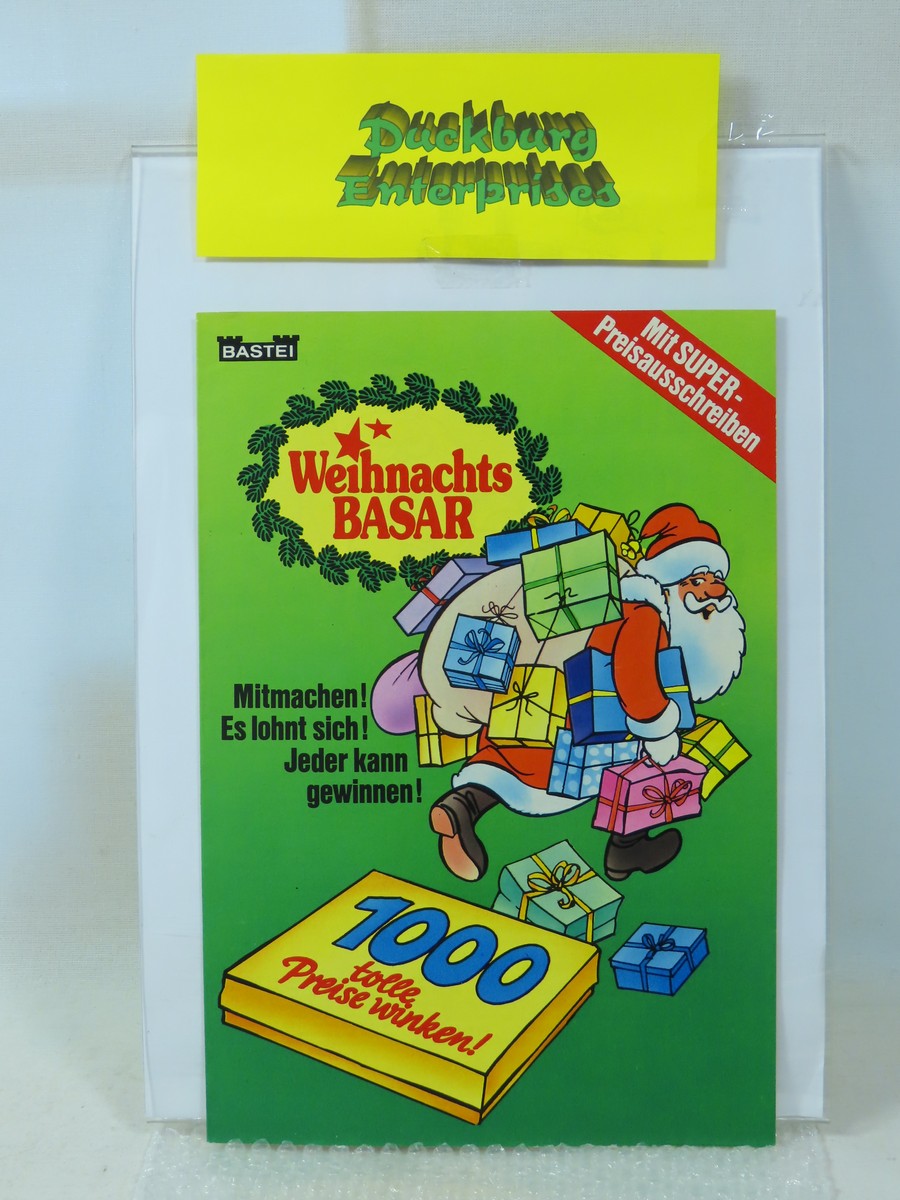 Duckburg
Enterprises
BASTEI
Mit SUPER-
Preisausschreiben
Weihnachts
BASAR
Mitmachen!
Es lohnt sich!
Jeder kann
gewinnen!
1000
tolle
Preise winken!